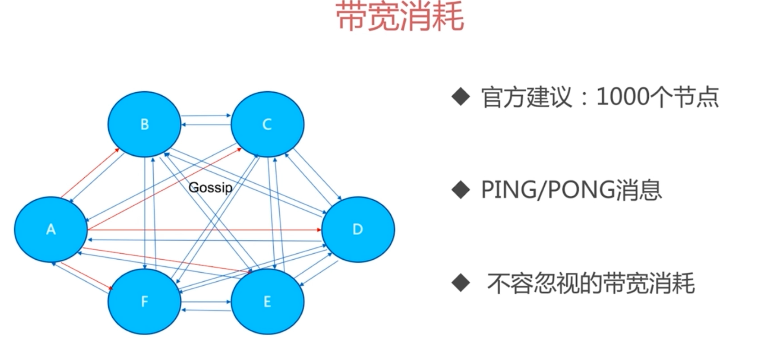 带宽消耗
B
C
Gossip
A
D
F
E
◆ 官方建议：1000个节点
◆ PING/PONG消息
◆ 不容忽视的带宽消耗